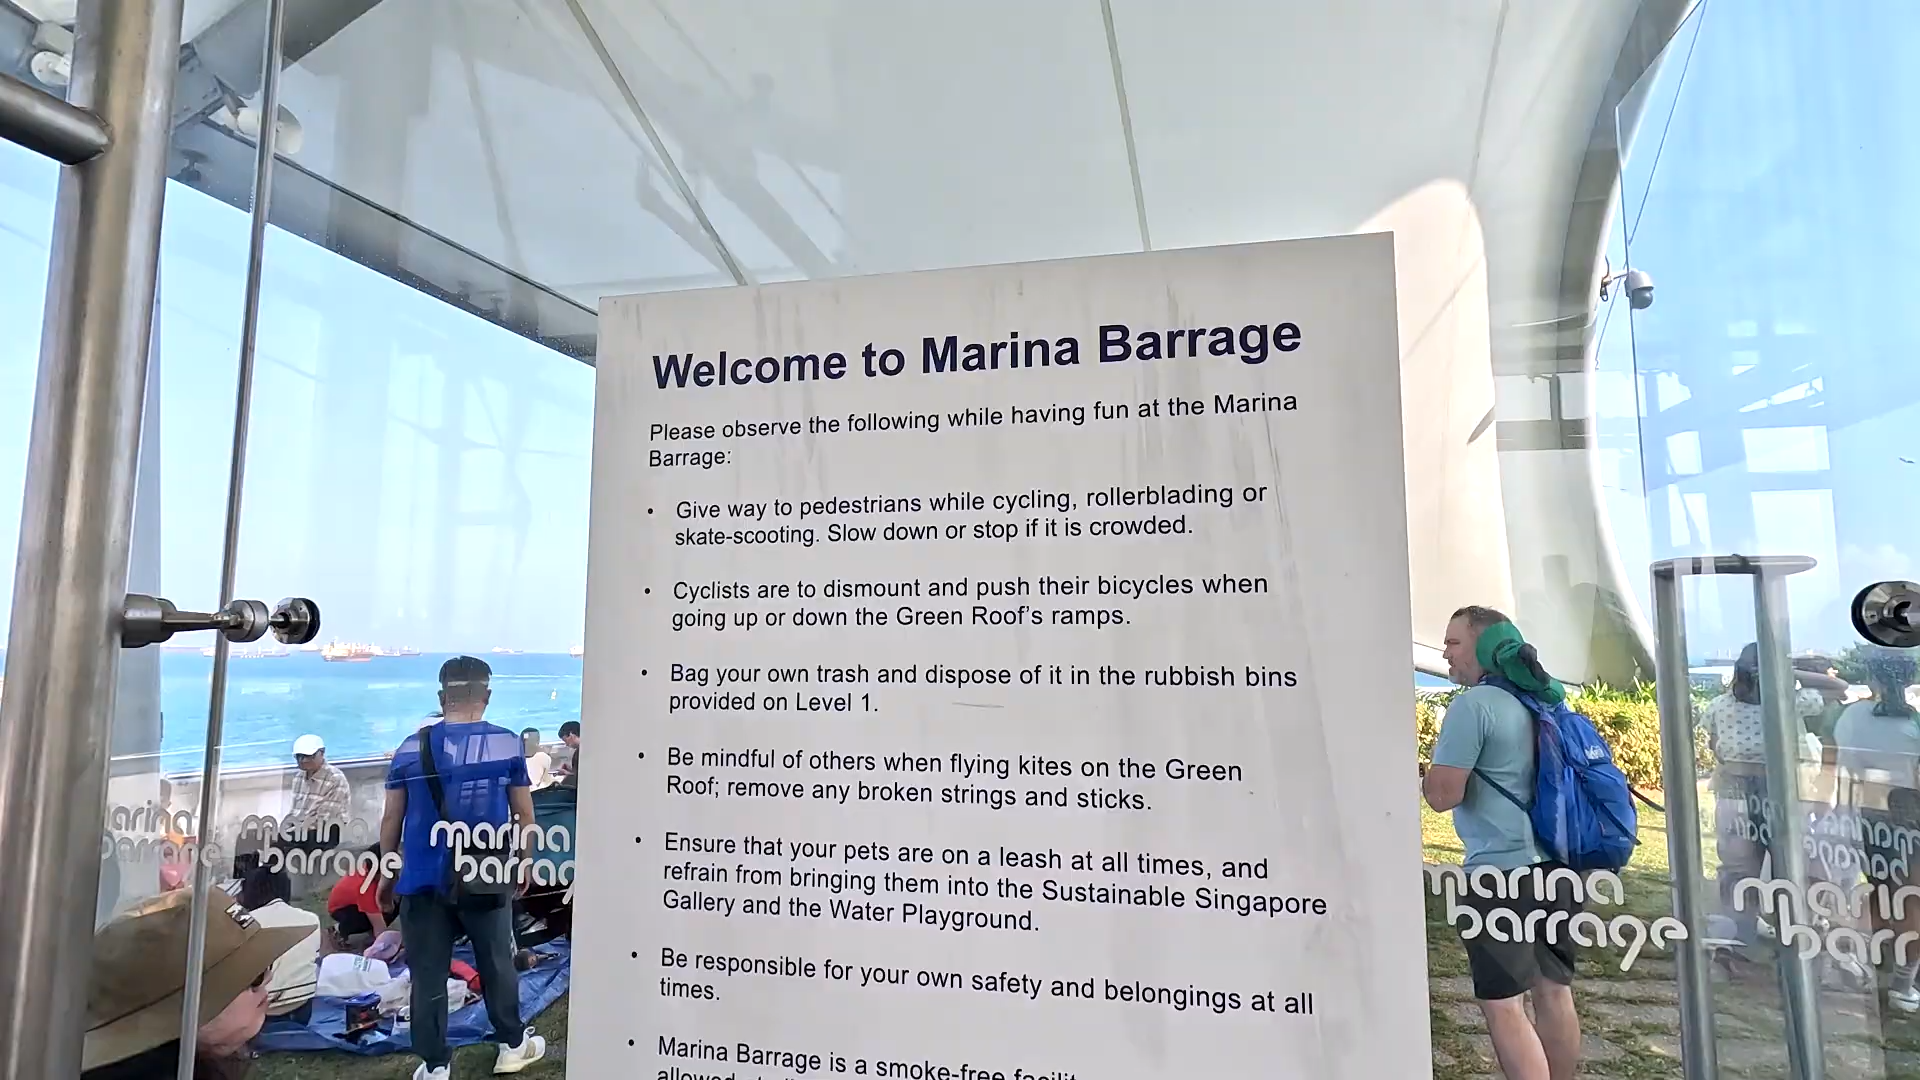 Welcome to Marina Barrage
Please observe the following while having fun at the Marina
Barrage:
• Give way to pedestrians while cycling, rollerblading or
skate-scooting. Slow down or stop if it is crowded.
• Cyclists are to dismount and push their bicycles when
going up or down the Green Roof's ramps.
• Bag your own trash and dispose of it in the rubbish bins
provided on Level 1.
• Be mindful of others when flying kites on the Green
Roof; remove any broken strings and sticks.
• Ensure that your pets are on a leash at all times, and
refrain from bringing them into the Sustainable Singapore
Gallery and the Water Playground.
• Be responsible for your own safety and belongings at all
times.
• Marina Barrage is a smoke-free
marina
barrage
marina
barrage
marina
marina
barrage